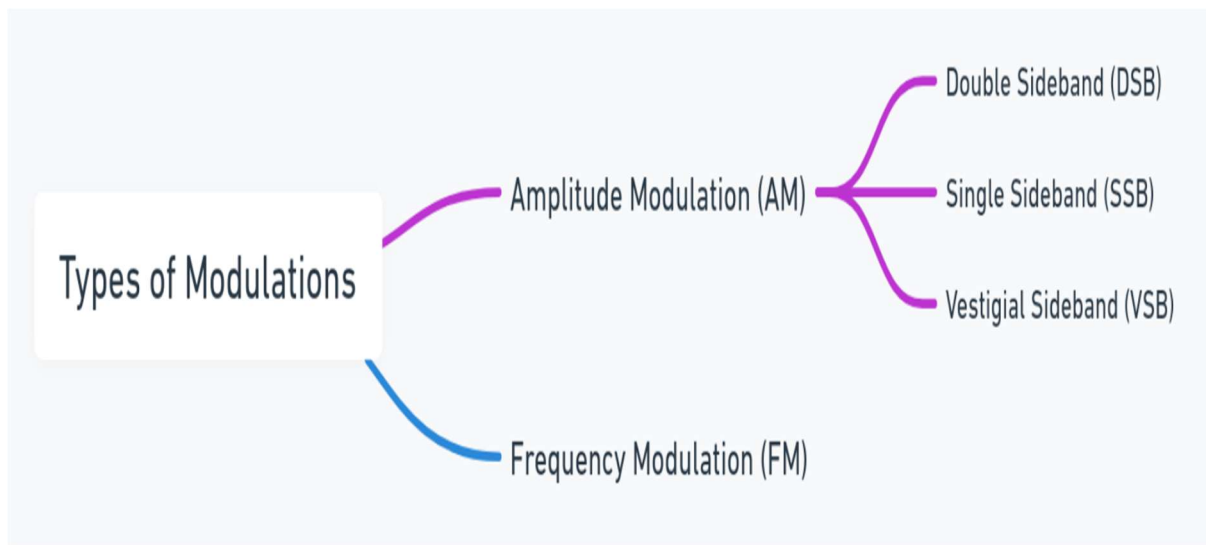 Types of Modulations
Amplitude Modulation (AM)
Double Sideband (DSB)
Single Sideband (SSB)
Vestigial Sideband (VSB)
Frequency Modulation (FM)